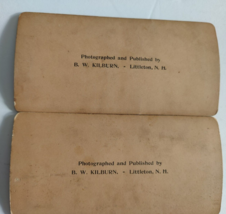 Photographed and Published by
B. W. KILBURN. - Littleton, N. H.
Photographed and Published by
B. W. KILBURN. - Littleton, N. H.